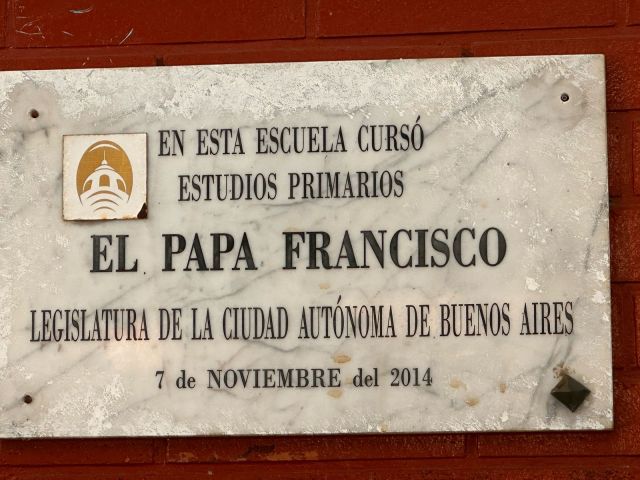 EN ESTA ESCUELA CURSÓ
ESTUDIOS PRIMARIOS
EL PAPA FRANCISCO
LEGISLATURA DE LA CIUDAD AUTÓNOMA DE BUENOS AIRES
7 de NOVIEMBRE del 2014